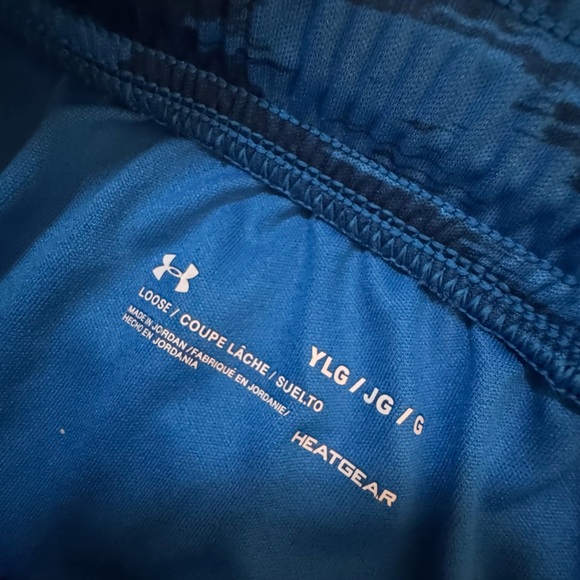 LOOSE / COUPE LÂCHE / SUELTO
MADE IN JORDAN / FABRIQUÉ EN JORDANIE /
HECHO EN JORDANIA
YLG / JG / G
HEATGEAR